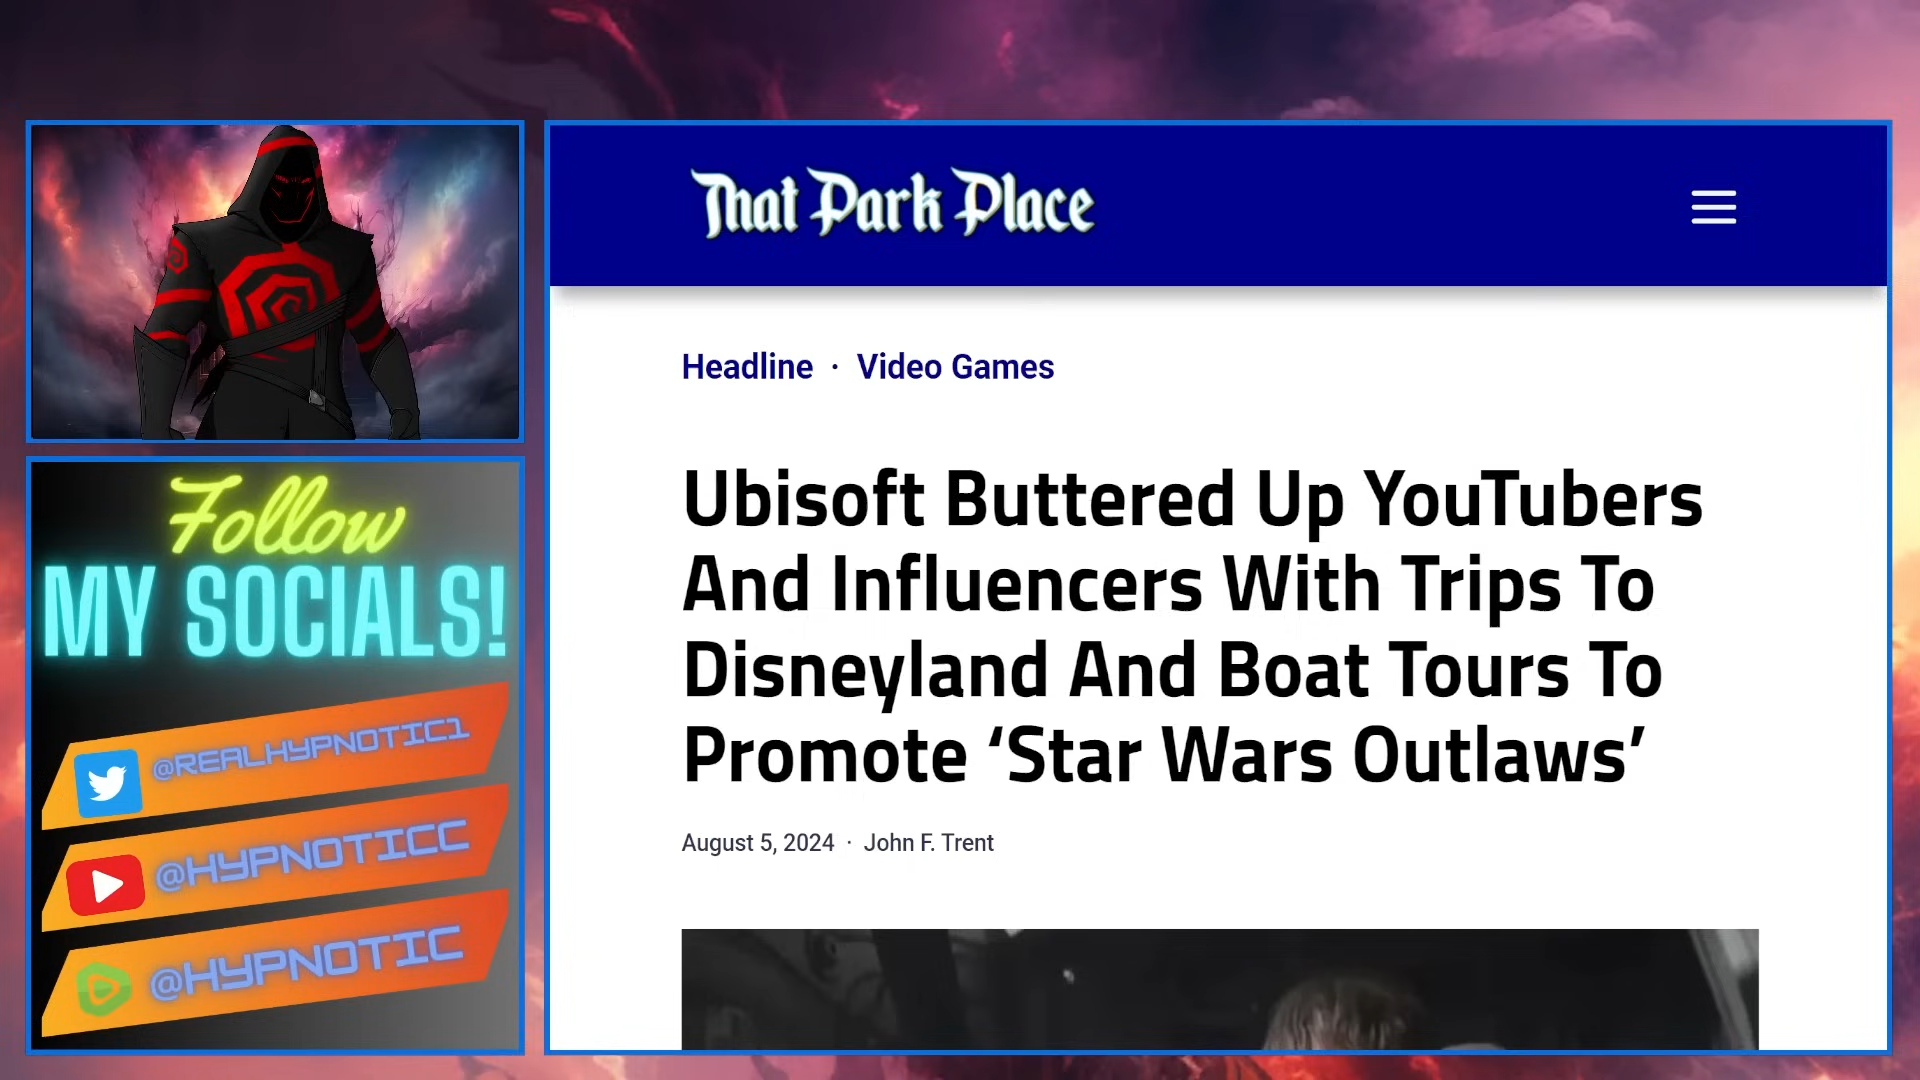 Follow
MY SOCIALS!
@REALHYPNOTIC1
@HYPNOTICC
@HYPNOTIC
That Park Place
Headline · Video Games
Ubisoft Buttered Up YouTubers
And Influencers With Trips To
Disneyland And Boat Tours To
Promote ‘Star Wars Outlaws’
August 5, 2024 · John F. Trent